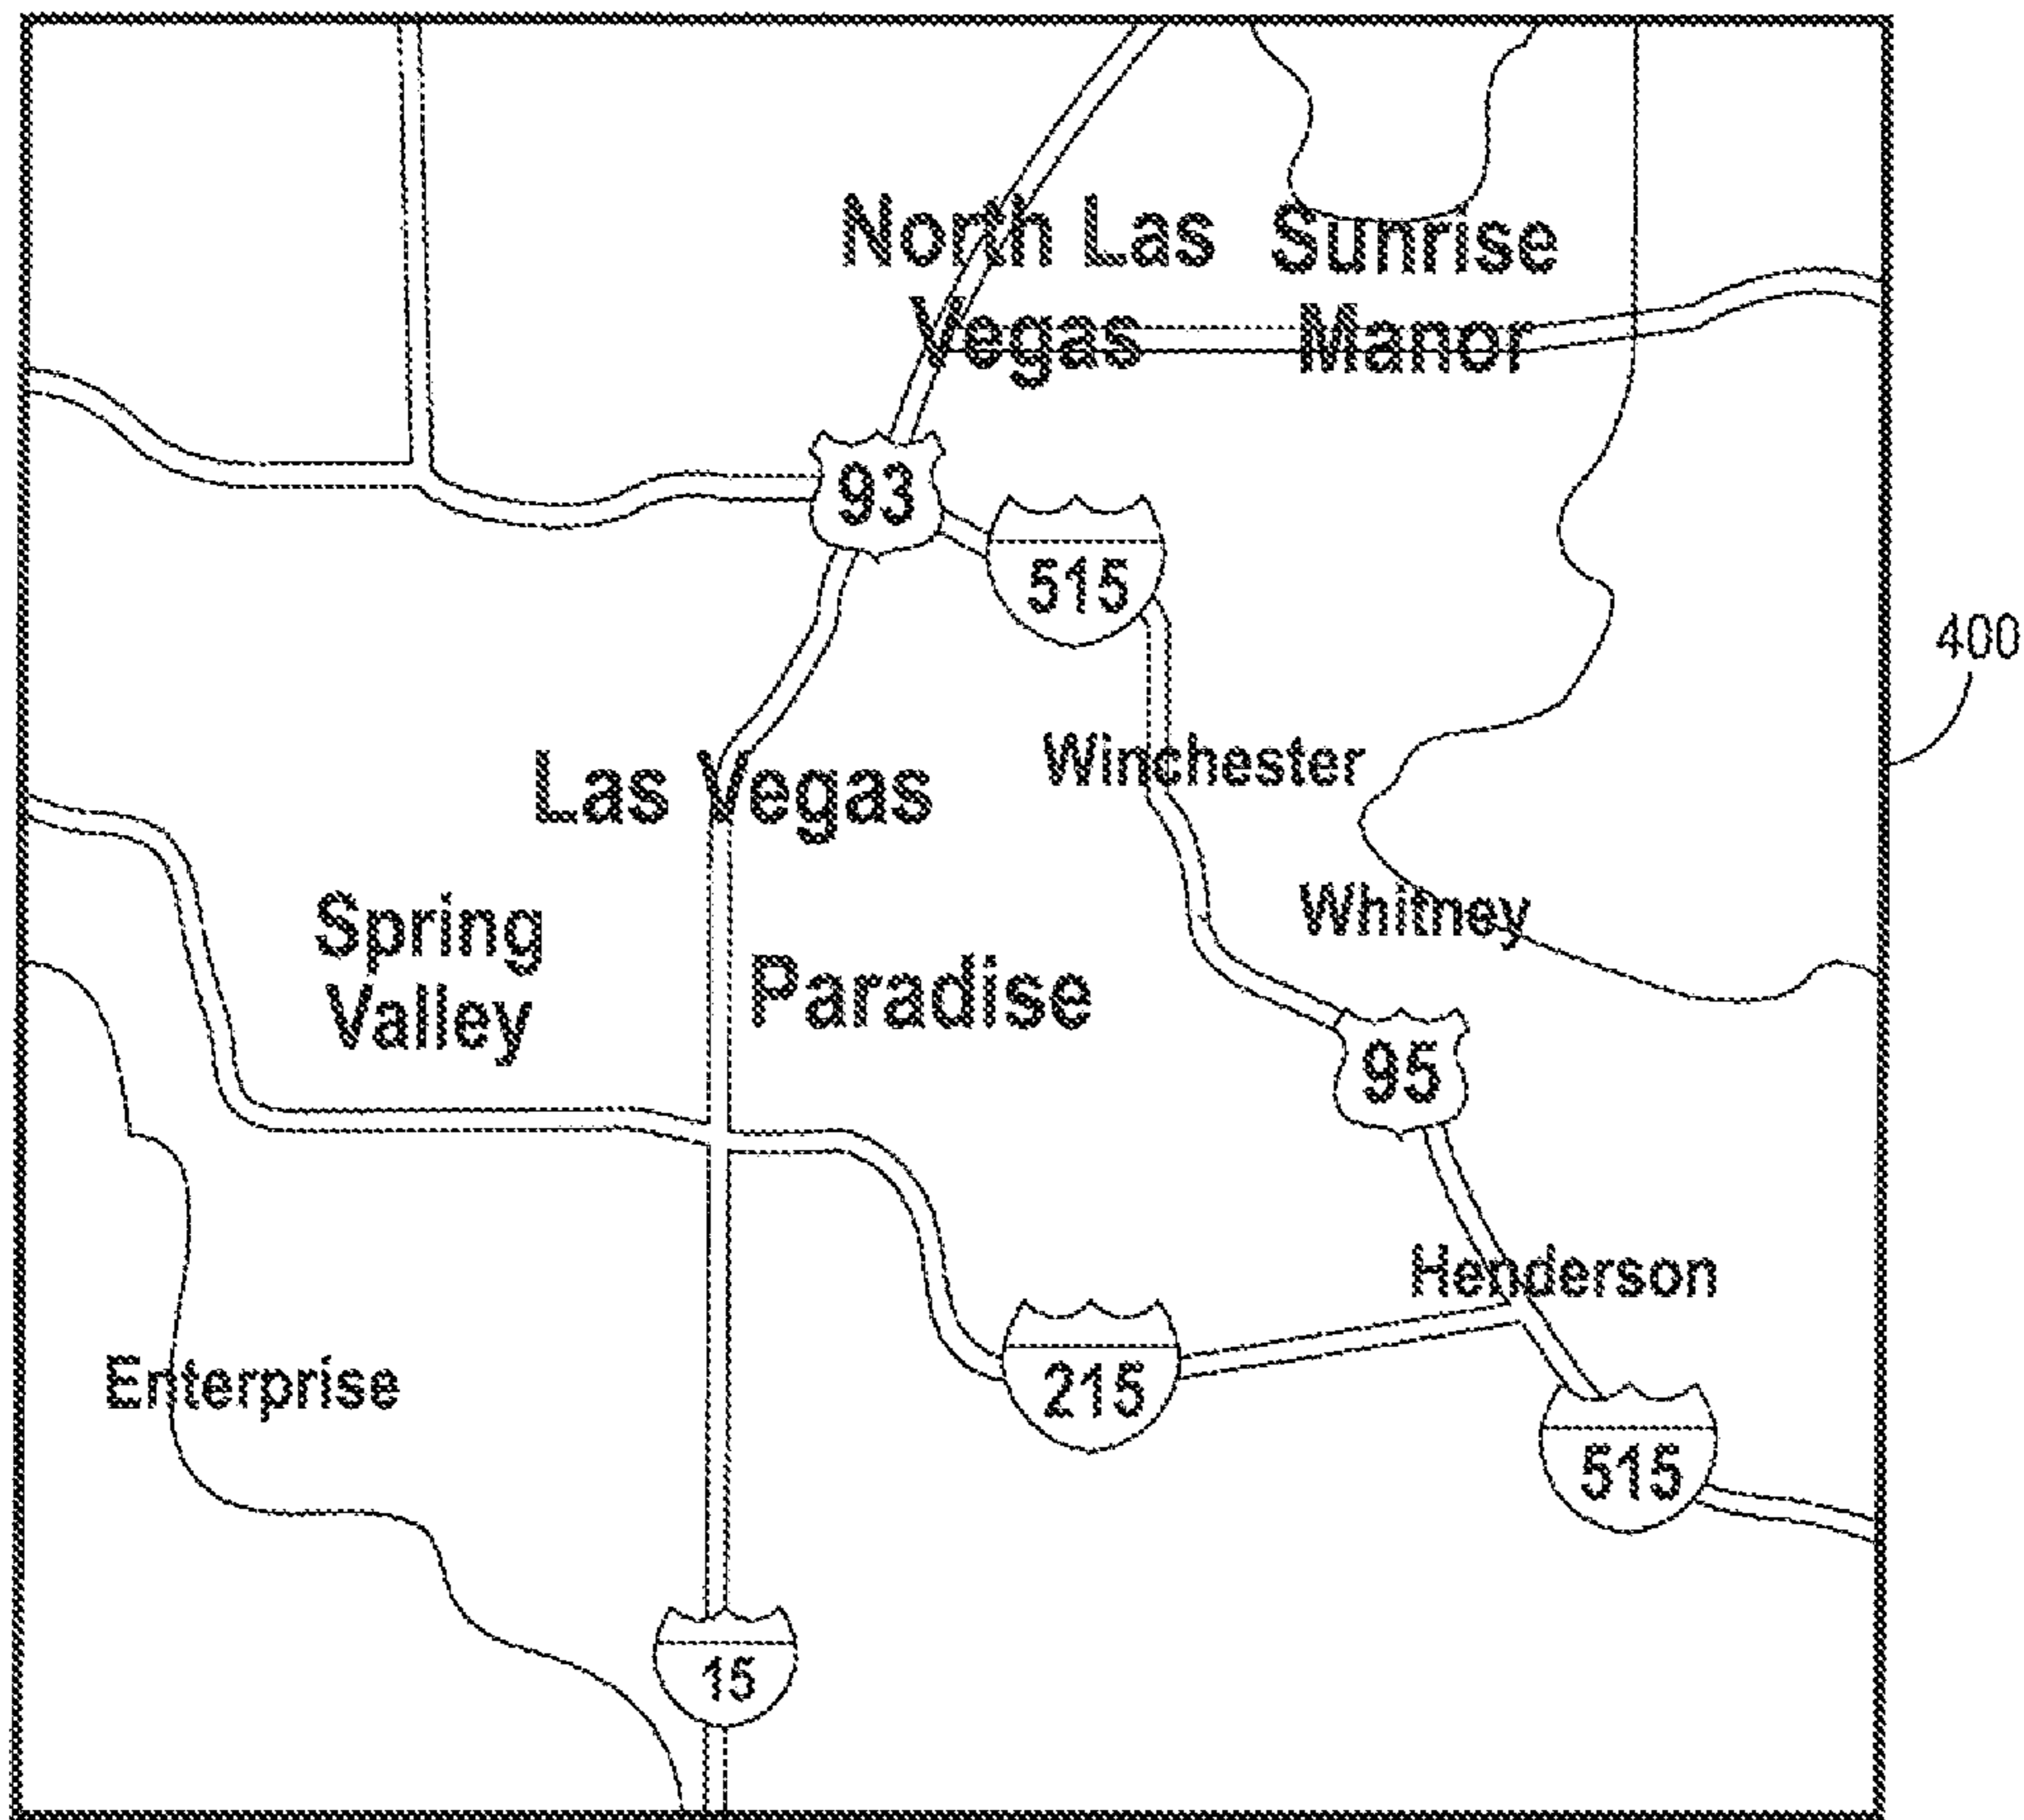 North Las
Vegas
Sunrise
Manor
93
515
400
Las Vegas
Winchester
Spring
Valley
Whitney
Paradise
95
Henderson
Enterprise
215
515
15